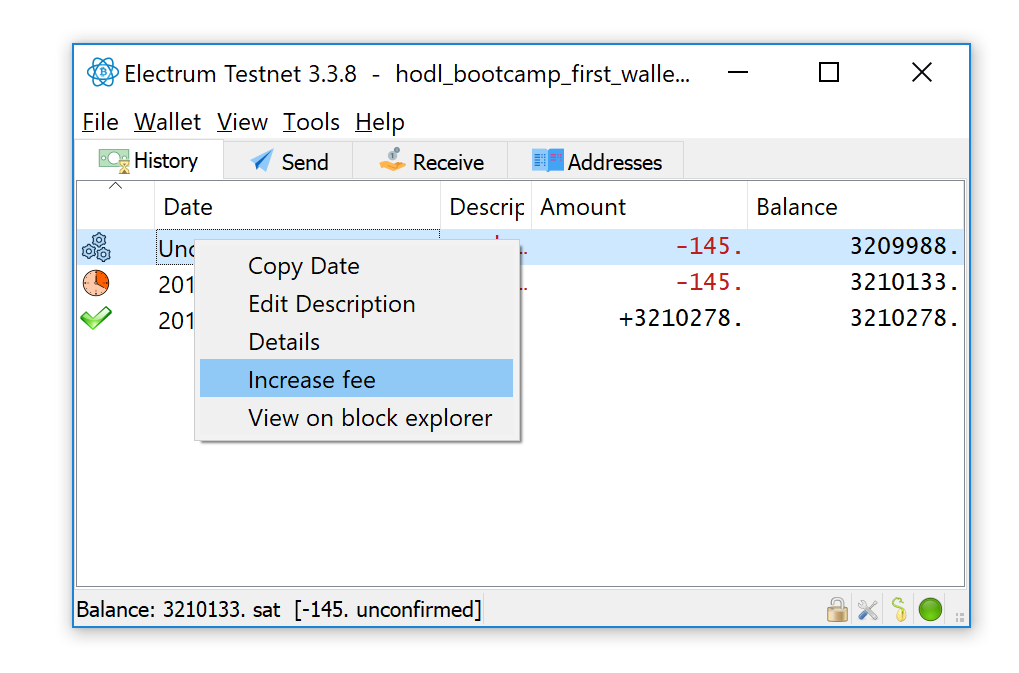 Electrum Testnet 3.3.8 - hodl_bootcamp_first_walle...
File Wallet View Tools Help
History Send Receive Addresses
Date Descrip Amount Balance
Unc -145. 3209988.
201 -145. 3210133.
201 +3210278. 3210278.
Copy Date
Edit Description
Details
Increase fee
View on block explorer
Balance: 3210133. sat [-145. unconfirmed]